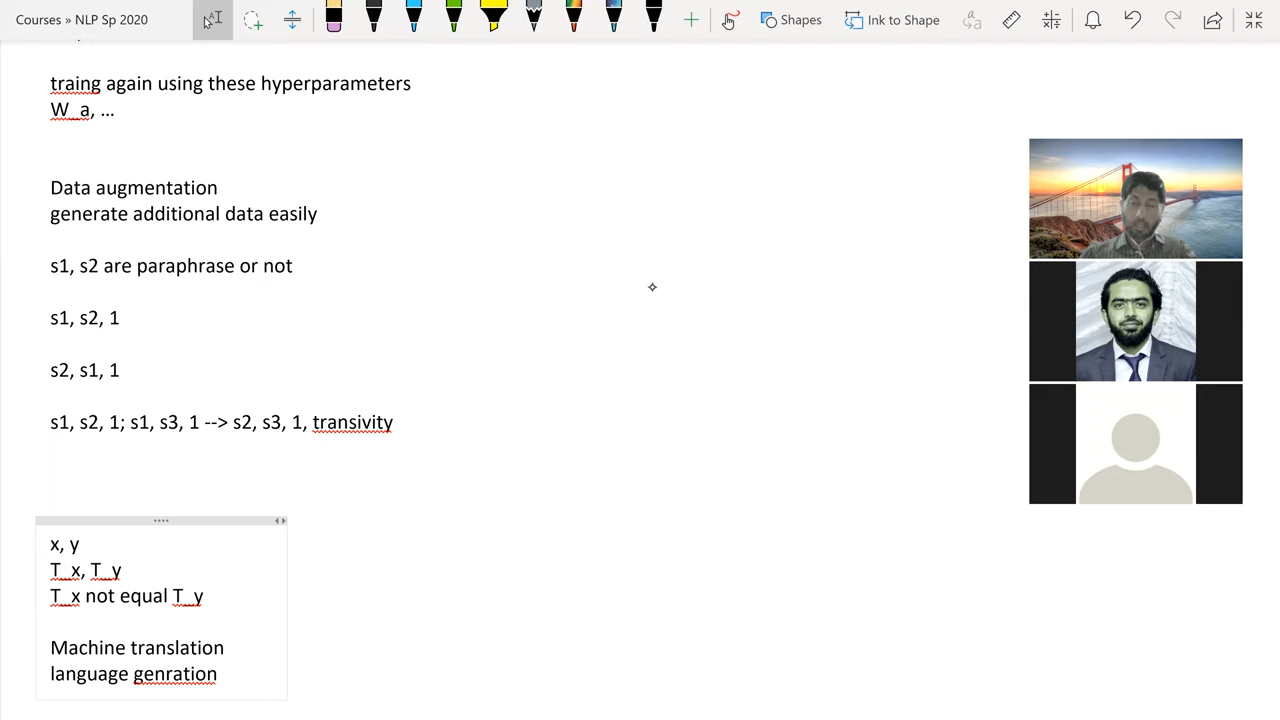 Courses » NLP Sp 2020
Shapes
Ink to Shape
traing again using these hyperparameters
W_a, ...
Data augmentation
generate additional data easily
s1, s2 are paraphrase or not
s1, s2, 1
s2, s1, 1
s1, s2, 1; s1, s3, 1 --> s2, s3, 1, transivity
x, y
T_x, T_y
T_x not equal T_y
Machine translation
language genration